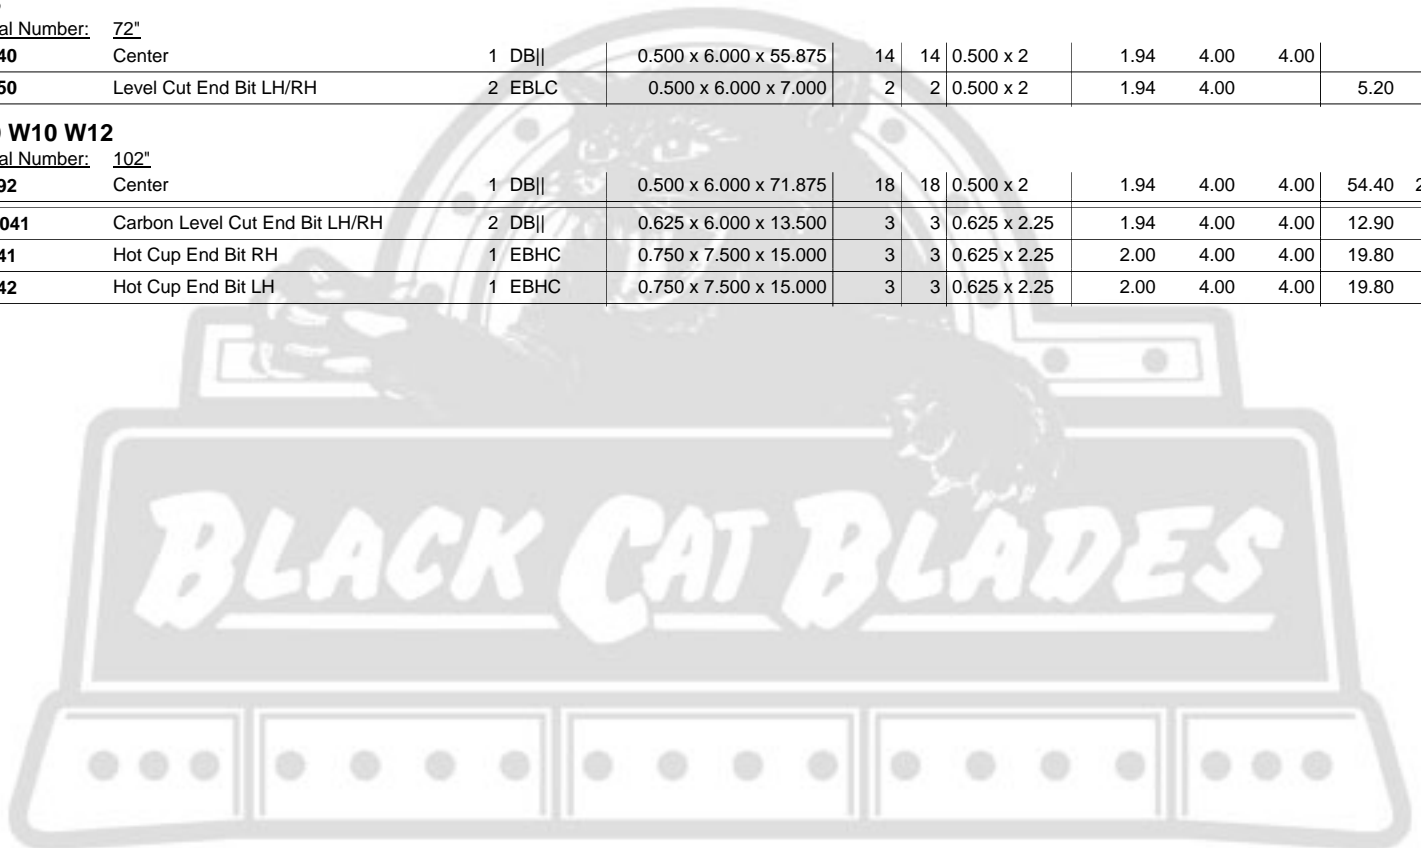 al Number: 72"
40 Center 1 DB|| 0.500 x 6.000 x 55.875 14 14 0.500 x 2 1.94 4.00 4.00
50 Level Cut End Bit LH/RH 2 EBLC 0.500 x 6.000 x 7.000 2 2 0.500 x 2 1.94 4.00 5.20
W10 W12
al Number: 102"
92 Center 1 DB|| 0.500 x 6.000 x 71.875 18 18 0.500 x 2 1.94 4.00 4.00 54.40 2
041 Carbon Level Cut End Bit LH/RH 2 DB|| 0.625 x 6.000 x 13.500 3 3 0.625 x 2.25 1.94 4.00 4.00 12.90
41 Hot Cup End Bit RH 1 EBHC 0.750 x 7.500 x 15.000 3 3 0.625 x 2.25 2.00 4.00 4.00 19.80
42 Hot Cup End Bit LH 1 EBHC 0.750 x 7.500 x 15.000 3 3 0.625 x 2.25 2.00 4.00 4.00 19.80
BLACK CAT BLADES